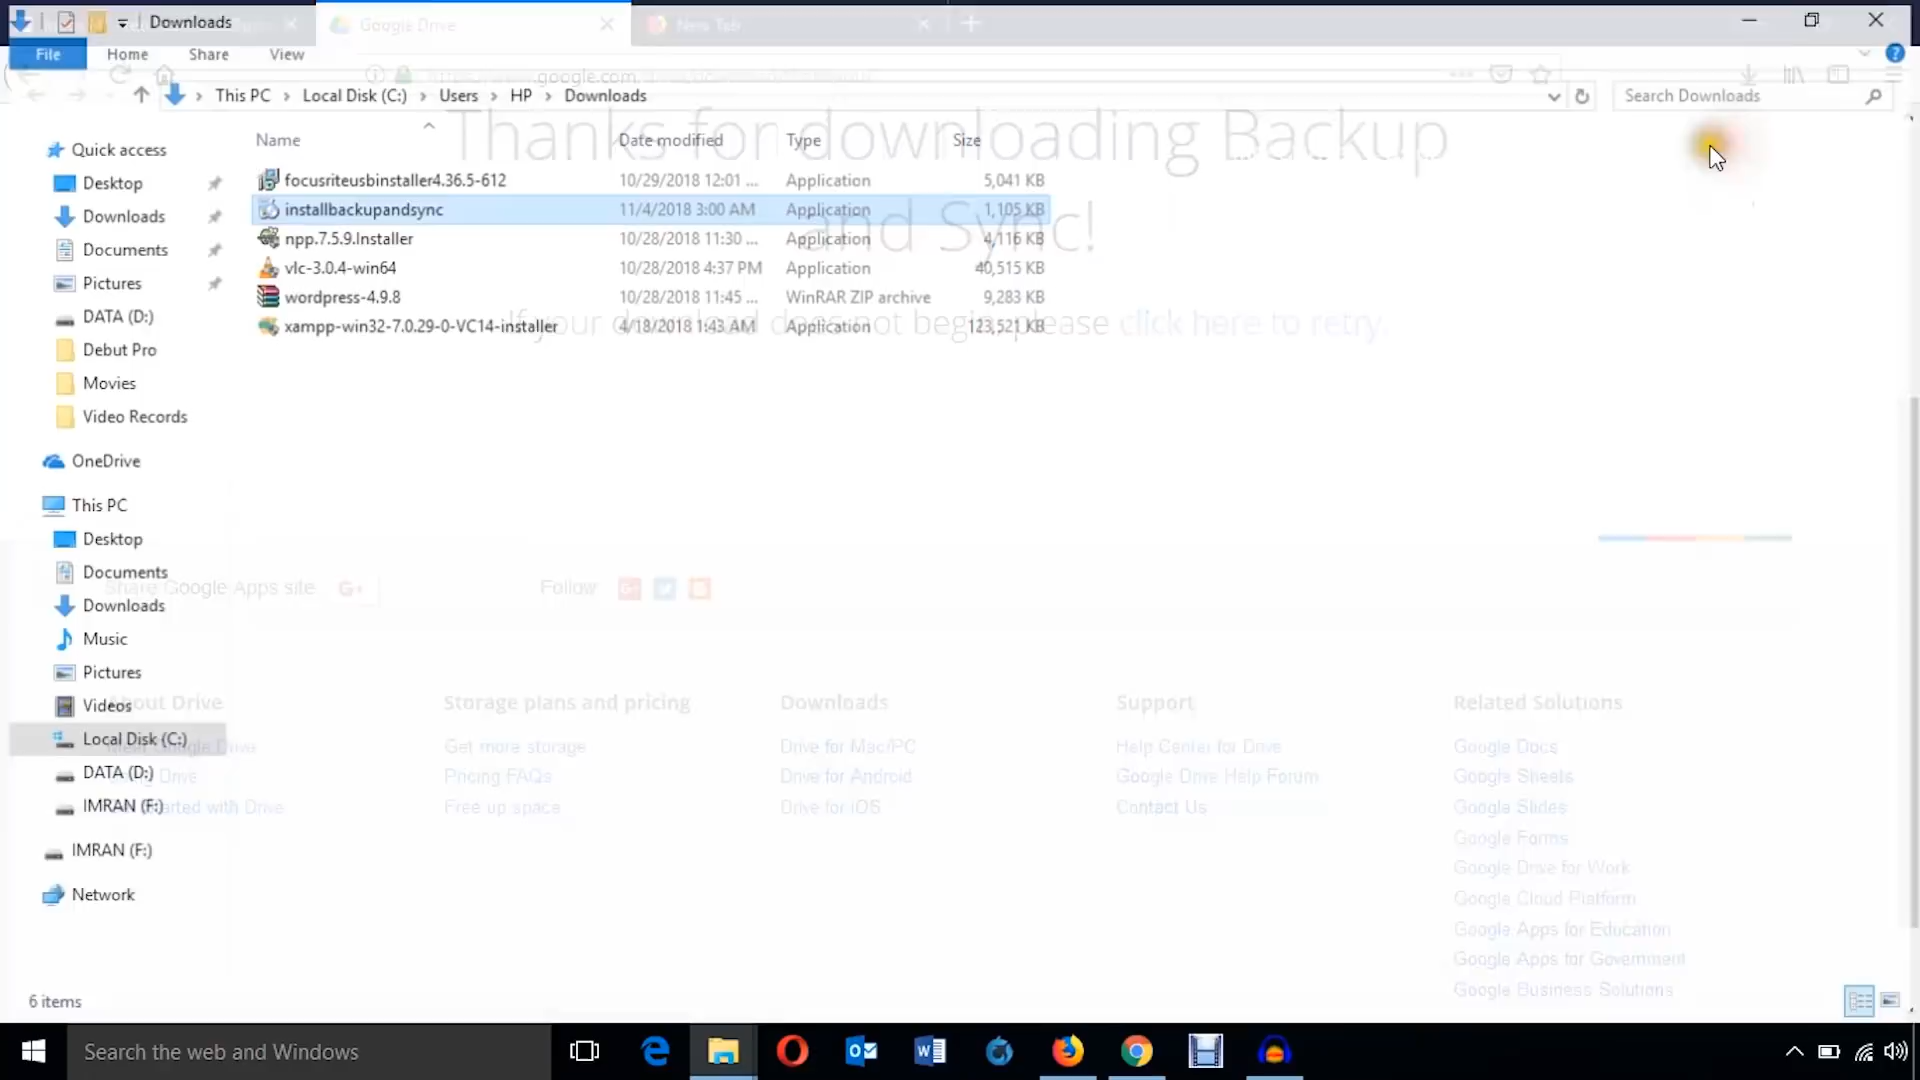 Downloads
Google Drive
New Tab
File
Home
Share
View
google.com
This PC
Local Disk (C:)
Users
HP
Downloads
Search Downloads
Thanks for downloading Backup
and Sync!
If your download does not begin, please click here to retry.
Name
Date modified
Type
Size
focusriteusbinstaller4.36.5-612
10/29/2018 12:01 ...
Application
5,041 KB
installbackupandsync
11/4/2018 3:00 AM
Application
1,105 KB
npp.7.5.9.Installer
10/28/2018 11:30 ...
Application
4,116 KB
vlc-3.0.4-win64
10/28/2018 4:37 PM
Application
40,515 KB
wordpress-4.9.8
10/28/2018 11:45 ...
WinRAR ZIP archive
9,283 KB
xampp-win32-7.0.29-0-VC14-installer
4/18/2018 1:43 AM
Application
123,521 KB
Quick access
Desktop
Downloads
Documents
Pictures
DATA (D:)
Debut Pro
Movies
Video Records
OneDrive
This PC
Desktop
Documents
Downloads
Music
Pictures
Videos
Local Disk (C:)
DATA (D:)
IMRAN (F:)
IMRAN (F:)
Network
Share Google Apps site
Follow
About Drive
Drive
Drive
started with Drive
Storage plans and pricing
Get more storage
Pricing FAQs
Free up space
Downloads
Drive for Mac/PC
Drive for Android
Drive for iOS
Support
Help Center for Drive
Google Drive Help Forum
Contact Us
Related Solutions
Google Docs
Google Sheets
Google Slides
Google Forms
Google Drive for Work
Google Cloud Platform
Google Apps for Education
Google Apps for Government
Google Business Solutions
6 items
Search the web and Windows